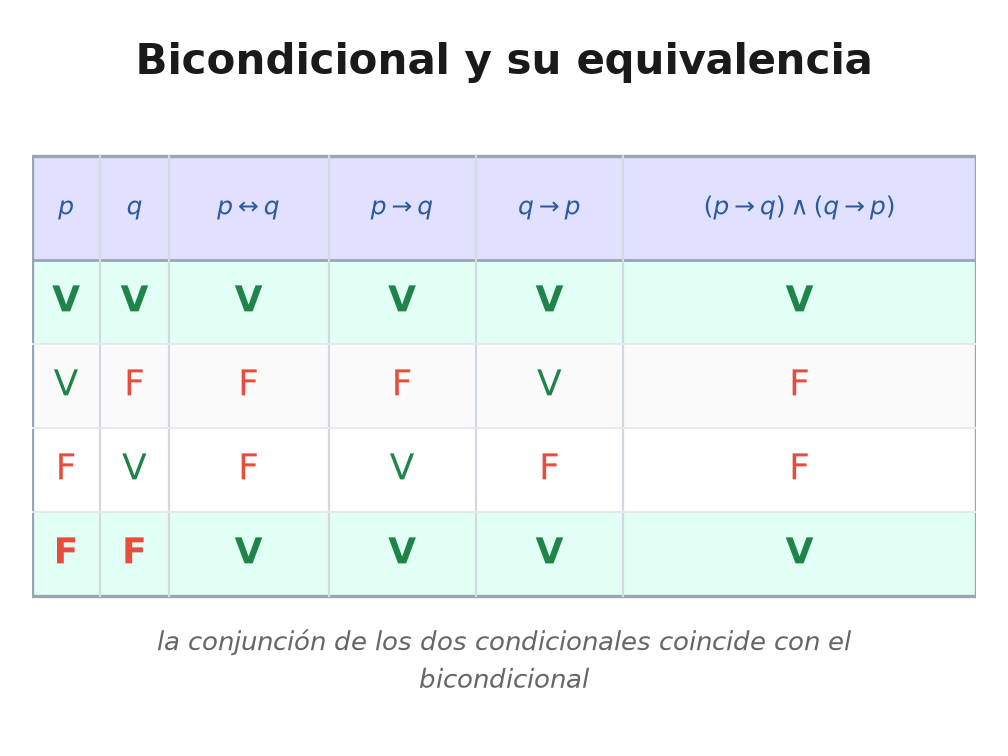 Bicondicional y su equivalencia
p q p ↔ q p → q q → p (p → q) ∧ (q → p)
V V V V V V
V F F F V F
F V F V F F
F F V V V V
la conjunción de los dos condicionales coincide con el
bicondicional